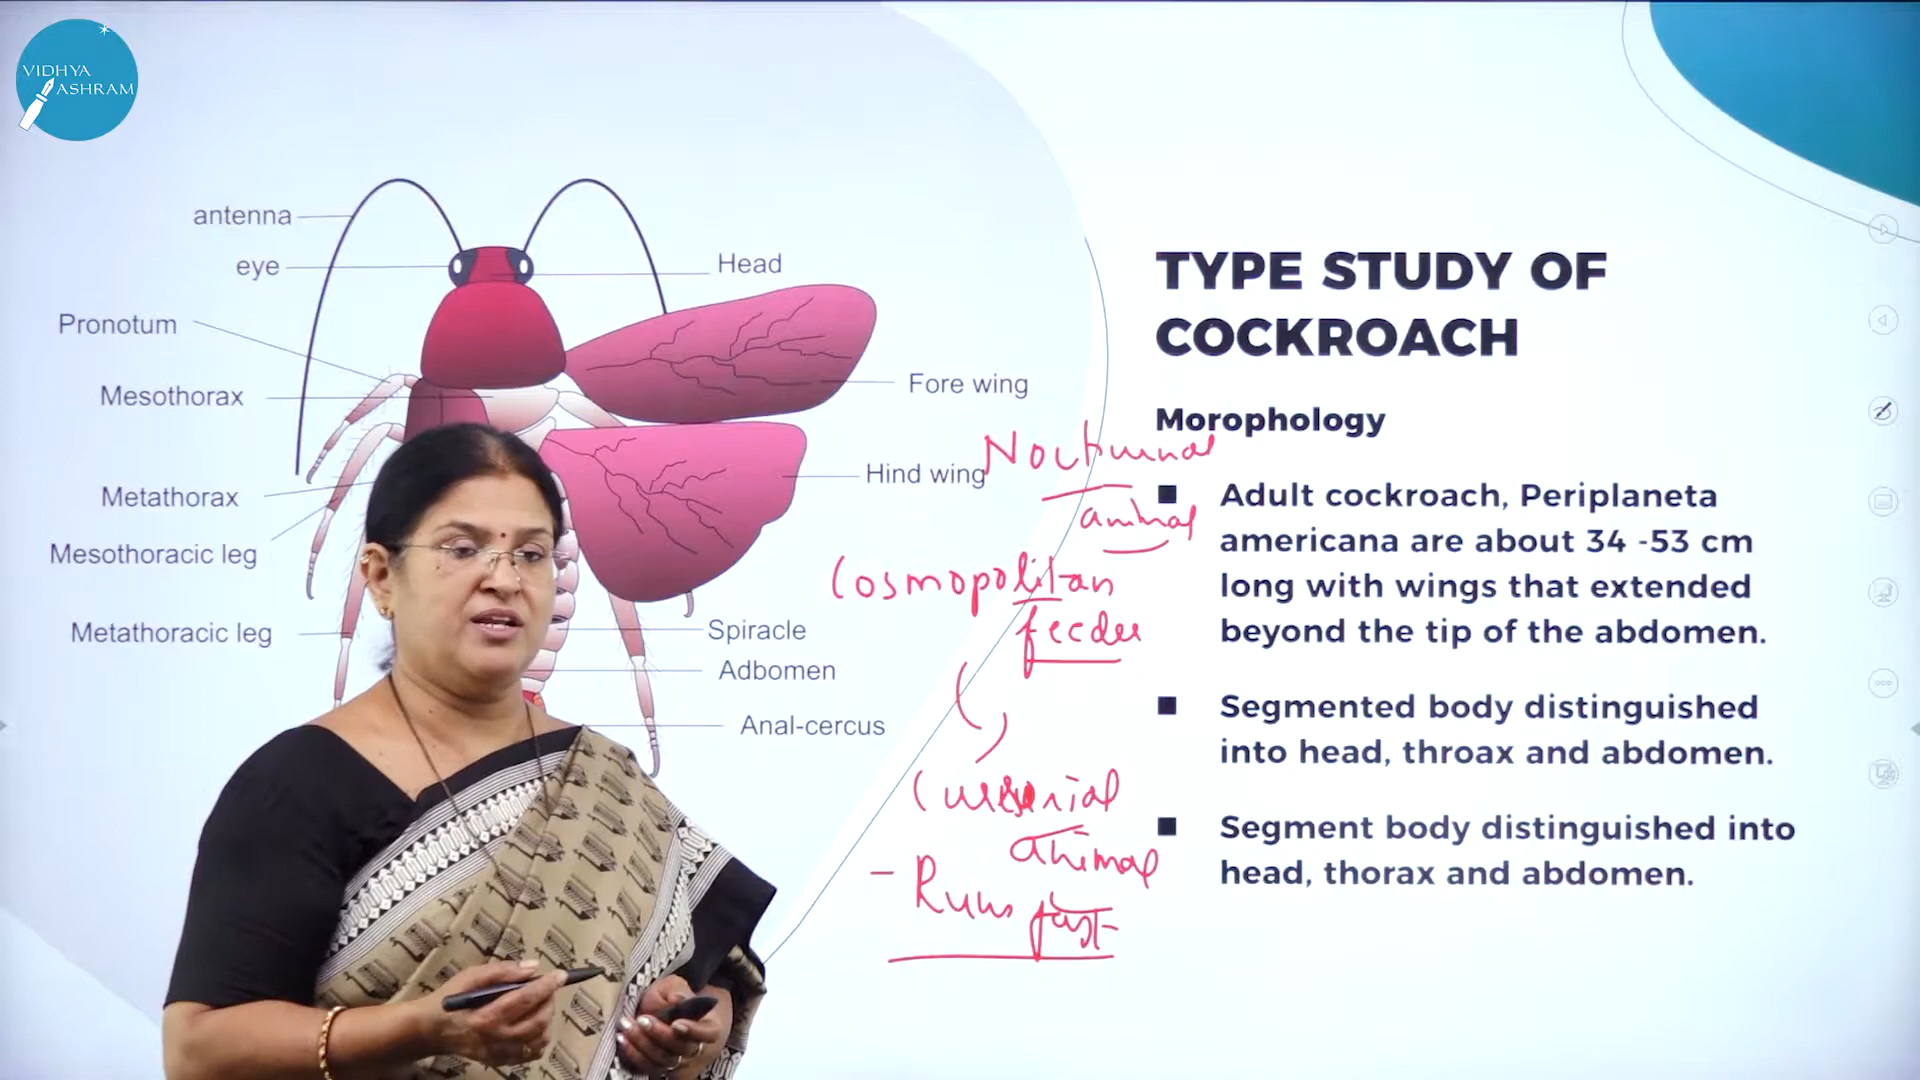 VIDHYA
ASHRAM
antenna
eye
Head
Pronotum
Mesothorax
Fore wing
Metathorax
Hind wing
Mesothoracic leg
Metathoracic leg
Spiracle
Adbomen
Anal-cercus
TYPE STUDY OF
COCKROACH
Morophology
Nocturnal
animal
Cosmopolitan
feeder
Cursorial
animal
- Runs fast
■ Adult cockroach, Periplaneta
americana are about 34 -53 cm
long with wings that extended
beyond the tip of the abdomen.
■ Segmented body distinguished
into head, throax and abdomen.
■ Segment body distinguished into
head, thorax and abdomen.